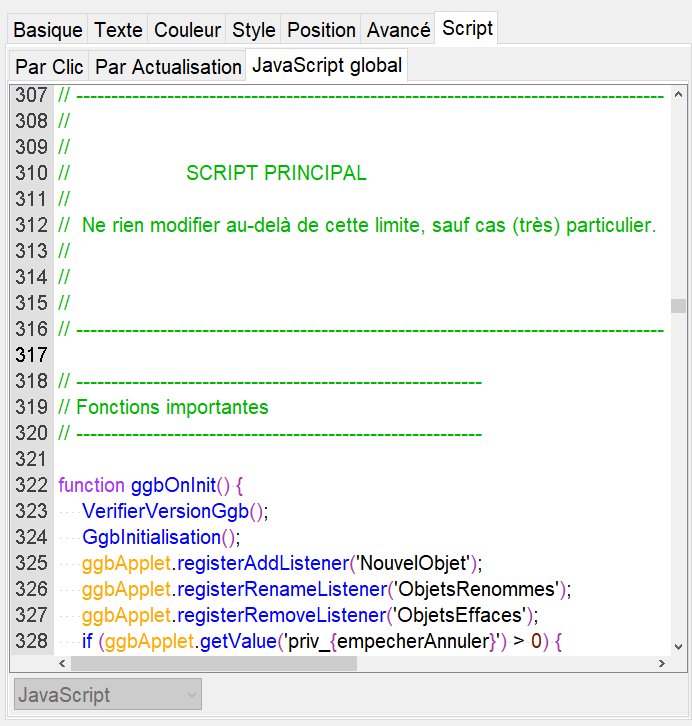 Basique Texte Couleur Style Position Avancé Script
Par Clic Par Actualisation JavaScript global
307 // ------------------------------------------------------------------------------------
308 //
309 //
310 // SCRIPT PRINCIPAL
311 //
312 // Ne rien modifier au-delà de cette limite, sauf cas (très) particulier.
313 //
314 //
315 //
316 // ------------------------------------------------------------------------------------
317
318 // ----------------------------------------------------------
319 // Fonctions importantes
320 // ----------------------------------------------------------
321
322 function ggbOnInit() {
323 VerifierVersionGgb();
324 GgbInitialisation();
325 ggbApplet.registerAddListener('NouvelObjet');
326 ggbApplet.registerRenameListener('ObjetsRenommes');
327 ggbApplet.registerRemoveListener('ObjetsEffaces');
328 if (ggbApplet.getValue('priv_{empecherAnnuler}') > 0) {
JavaScript